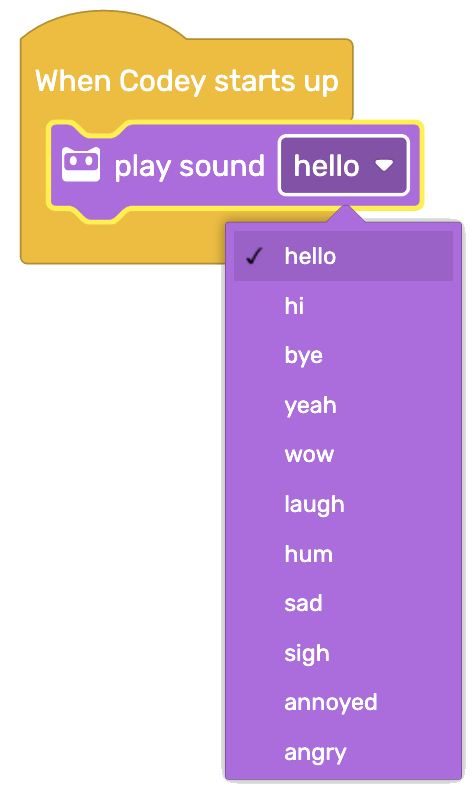 When Codey starts up
play sound hello
✓ hello
hi
bye
yeah
wow
laugh
hum
sad
sigh
annoyed
angry